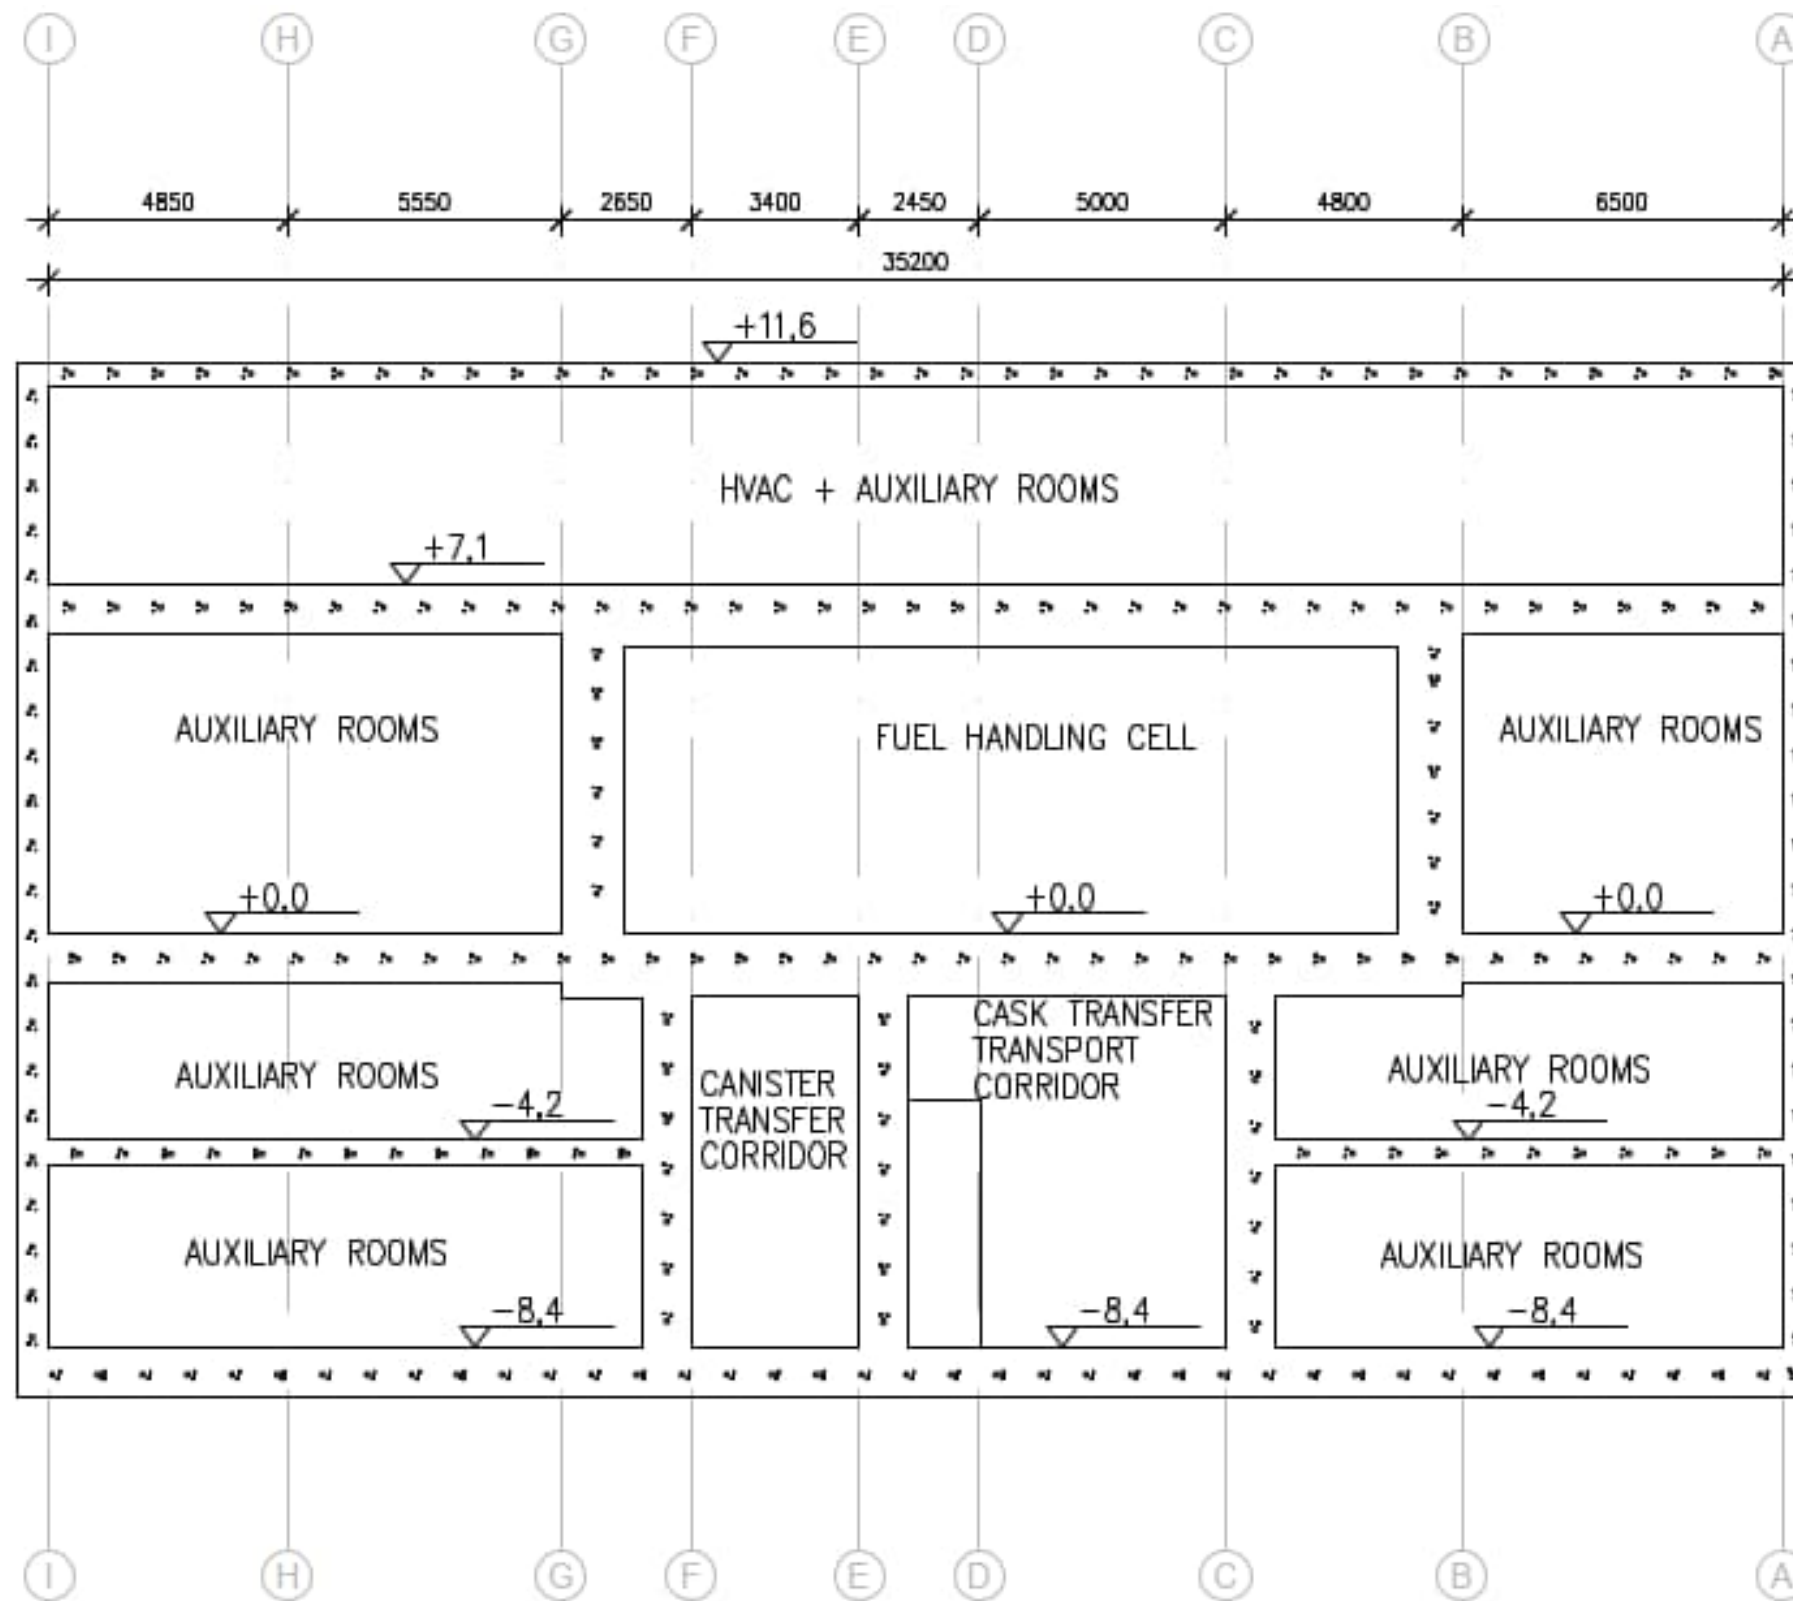 I H G F E D C B A
4850 5550 2650 3400 2450 5000 4800 6500
35200
+11,6
HVAC + AUXILIARY ROOMS
+7,1
AUXILIARY ROOMS
FUEL HANDLING CELL
AUXILIARY ROOMS
+0,0
+0,0
+0,0
AUXILIARY ROOMS
-4,2
CANISTER
TRANSFER
CORRIDOR
CASK TRANSFER
TRANSPORT
CORRIDOR
AUXILIARY ROOMS
-4,2
AUXILIARY ROOMS
-8,4
-8,4
AUXILIARY ROOMS
-8,4
I H G F E D C B A